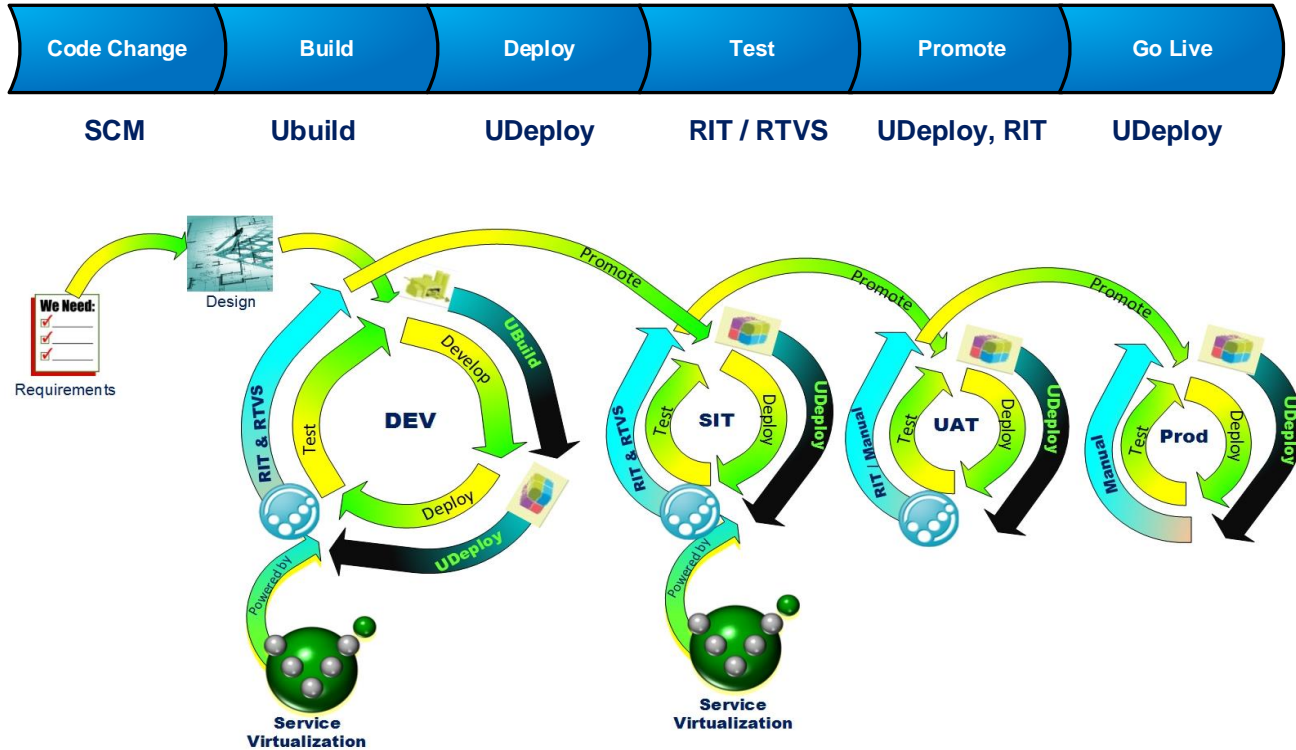 Code Change
Build
Deploy
Test
Promote
Go Live
SCM
Ubuild
UDeploy
RIT / RTVS
UDeploy, RIT
UDeploy
We Need:
Requirements
Design
RIT & RTVS
Test
DEV
Develop
UBuild
Deploy
UDeploy
Powered by
Service
Virtualization
Promote
RIT & RTVS
Test
SIT
Deploy
UDeploy
Powered by
Service
Virtualization
Promote
RIT / Manual
Test
UAT
Deploy
UDeploy
Promote
Manual
Test
Prod
Deploy
UDeploy